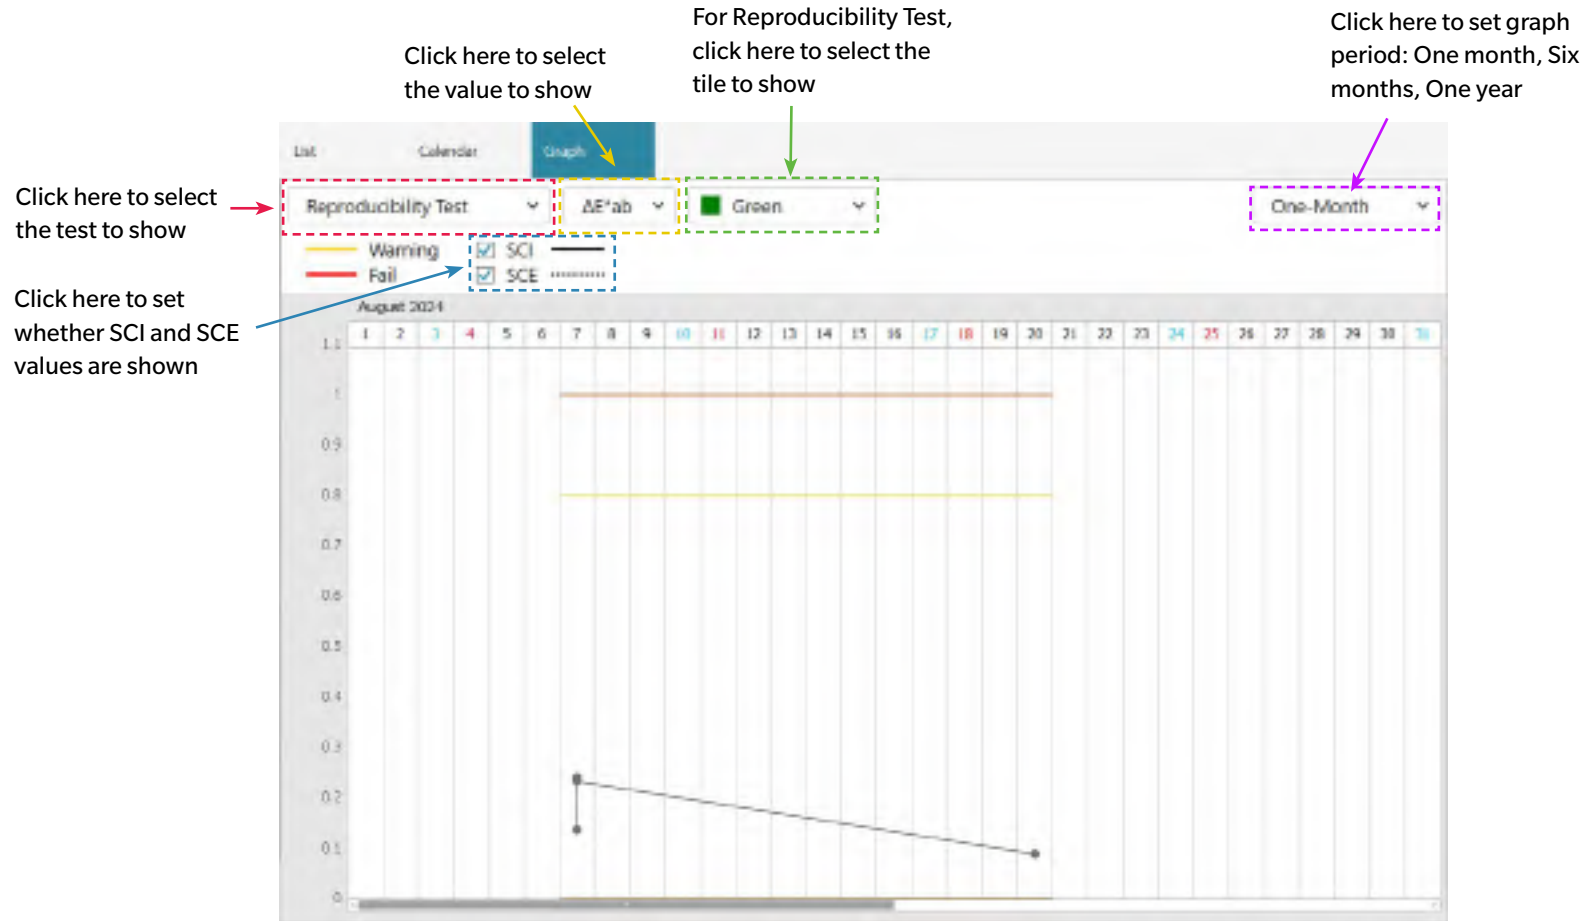 For Reproducibility Test,
click here to select the
tile to show
Click here to set graph
period: One month, Six
months, One year
Click here to select
the value to show
List
Calendar
Graph
Click here to select
the test to show
Reproducibility Test
ΔE*ab
Green
One-Month
Warning
SCI
Fail
SCE
Click here to set
whether SCI and SCE
values are shown
August 2024
1 2 3 4 5 6 7 8 9 10 11 12 13 14 15 16 17 18 19 20 21 22 23 24 25 26 27 28 29 30 31
1.1
1
0.9
0.8
0.7
0.6
0.5
0.4
0.3
0.2
0.1
0